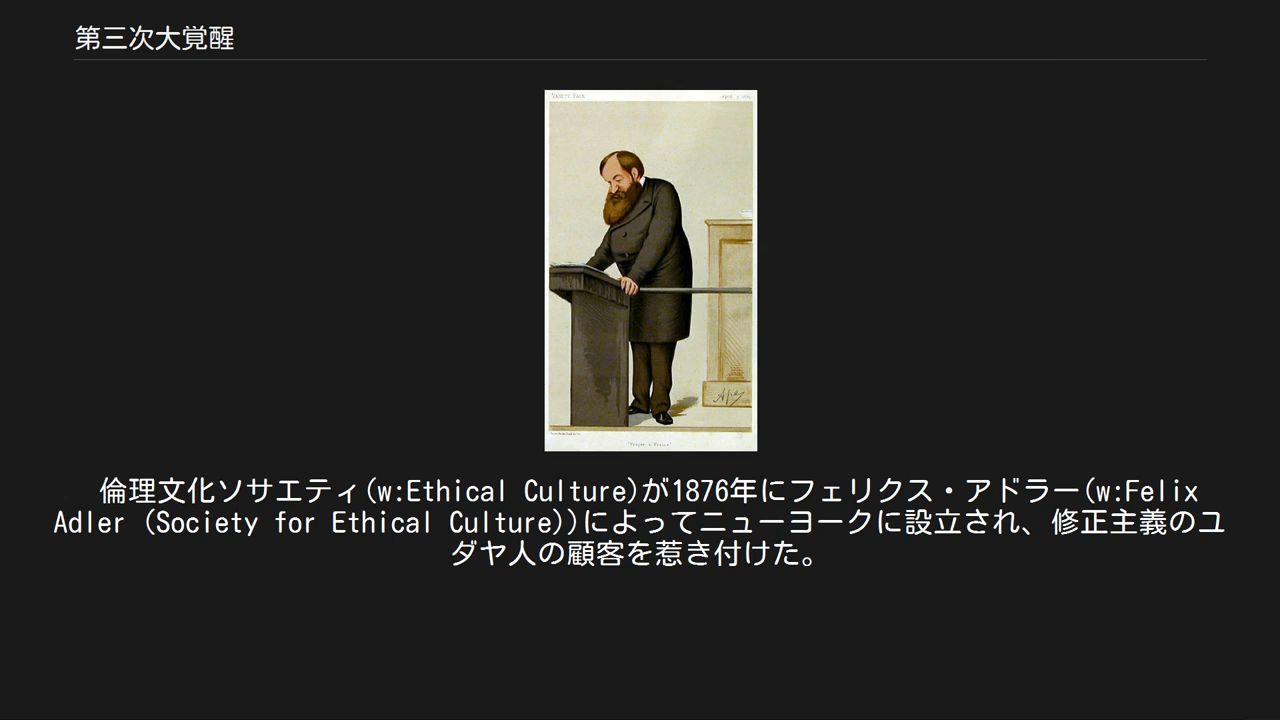 第三次大覚醒
VANITY FAIR
Ape
倫理文化ソサエティ(w:Ethical Culture)が1876年にフェリクス・アドラー(w:Felix
Adler (Society for Ethical Culture))によってニューヨークに設立され、修正主義のユ
ダヤ人の顧客を惹き付けた。